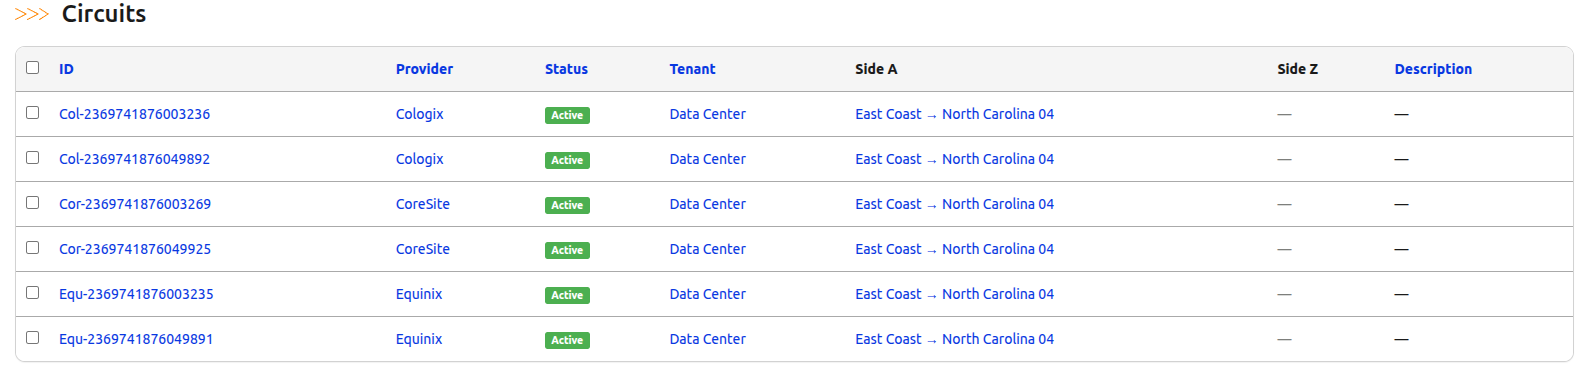 >>> Circuits
ID Provider Status Tenant Side A Side Z Description
Col-2369741876003236 Cologix Active Data Center East Coast → North Carolina 04 — —
Col-2369741876049892 Cologix Active Data Center East Coast → North Carolina 04 — —
Cor-2369741876003269 CoreSite Active Data Center East Coast → North Carolina 04 — —
Cor-2369741876049925 CoreSite Active Data Center East Coast → North Carolina 04 — —
Equ-2369741876003235 Equinix Active Data Center East Coast → North Carolina 04 — —
Equ-2369741876049891 Equinix Active Data Center East Coast → North Carolina 04 — —